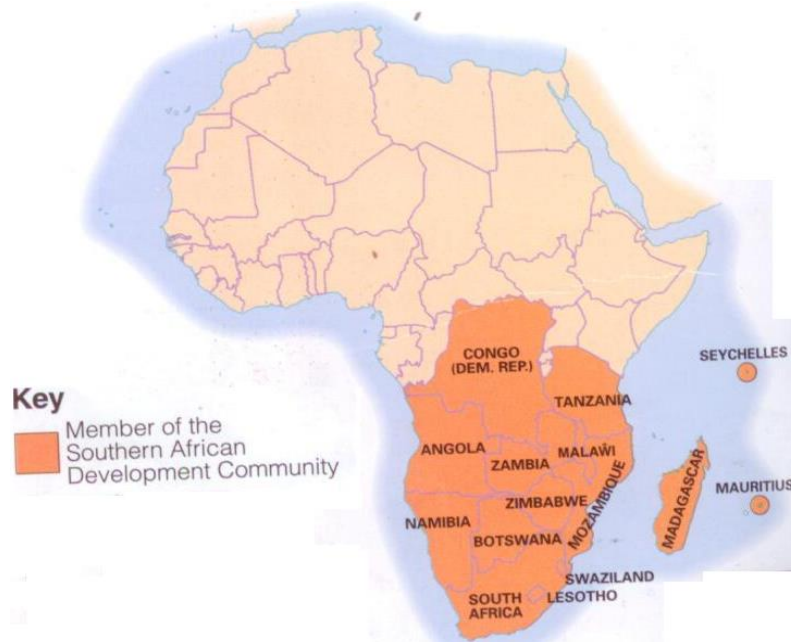 CONGO
(DEM. REP.)
SEYCHELLES
Key
Member of the
Southern African
Development Community
TANZANIA
ANGOLA
MALAWI
ZAMBIA
MAURITIUS
MADAGASCAR
ZIMBABWE
MOZAMBIQUE
NAMIBIA
BOTSWANA
SWAZILAND
SOUTH
AFRICA
LESOTHO